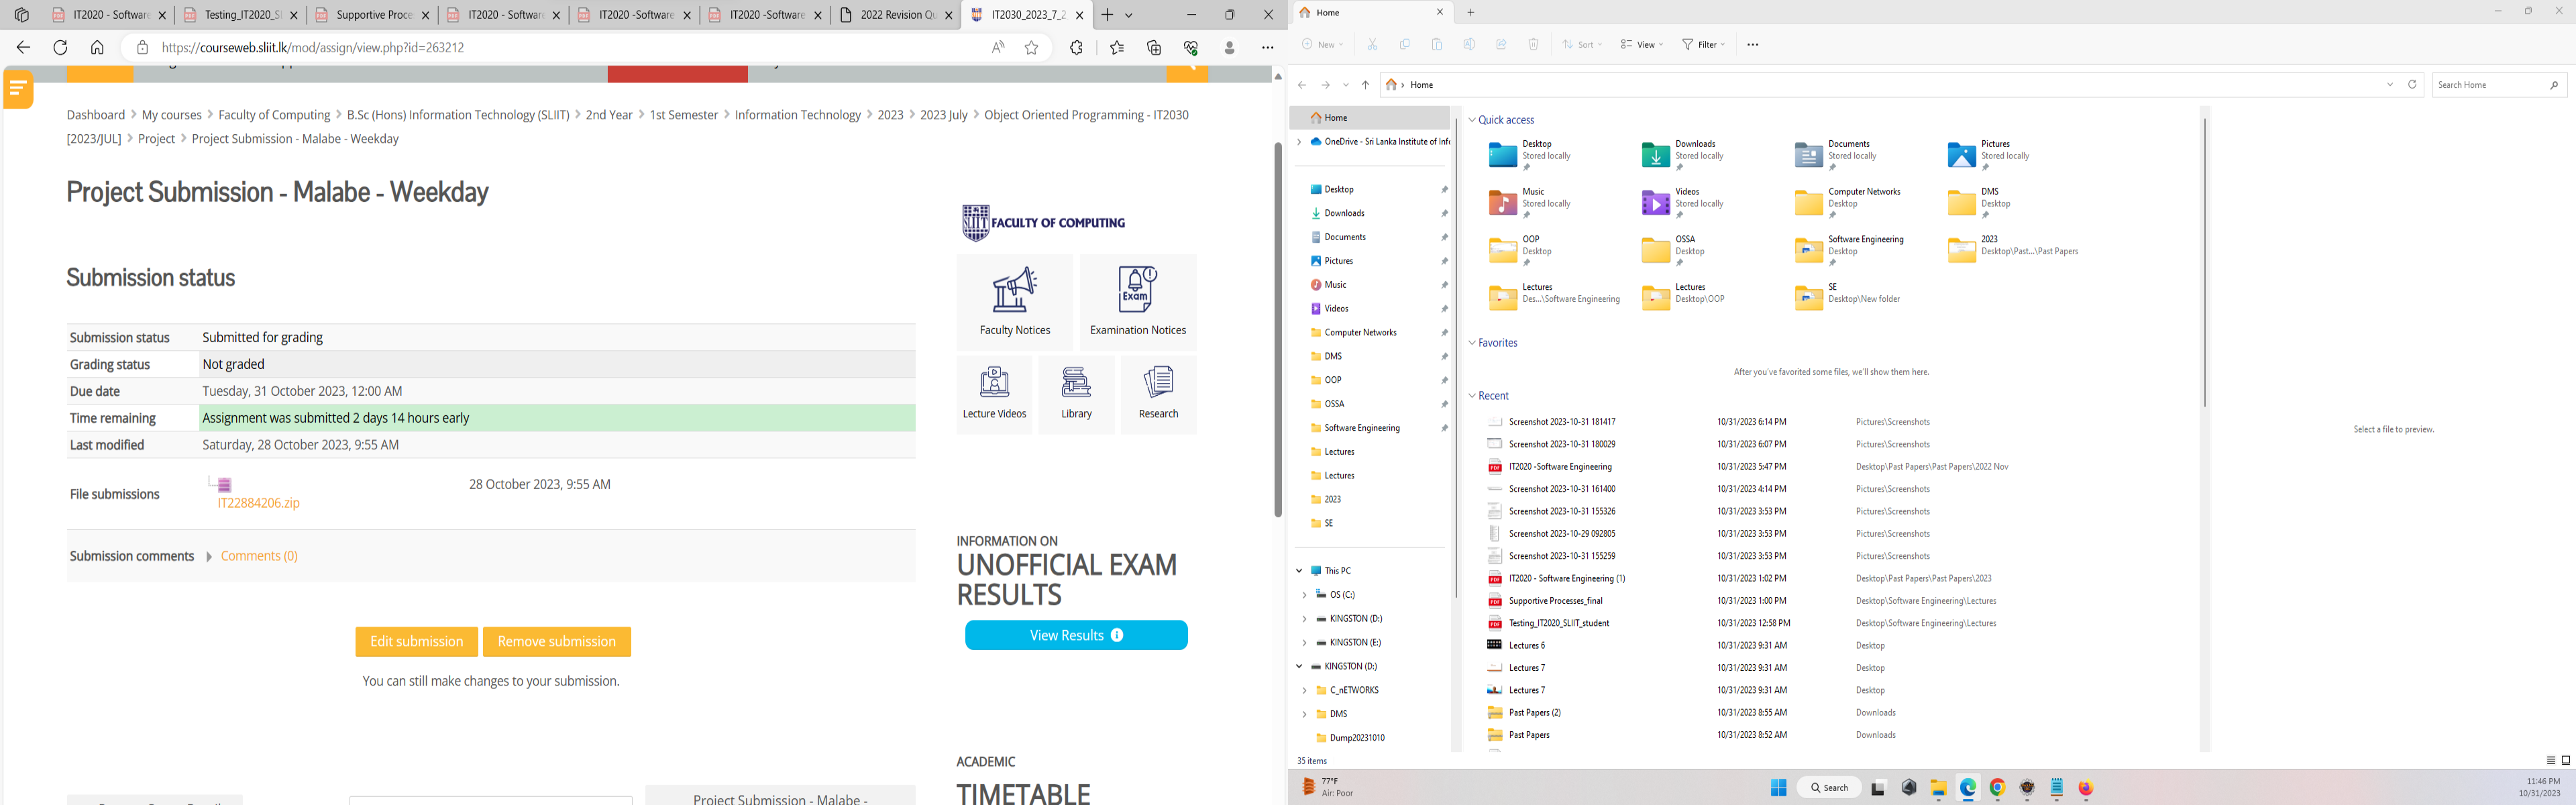 IT2020 - Software
Testing_IT2020_SL
Supportive Proce
IT2020 - Software
IT2020 -Software
IT2020 -Software
2022 Revision Qu
IT2030_2023_7_2
https://courseweb.sliit.lk/mod/assign/view.php?id=263212
Dashboard > My courses > Faculty of Computing > B.Sc (Hons) Information Technology (SLIIT) > 2nd Year > 1st Semester > Information Technology > 2023 > 2023 July > Object Oriented Programming - IT2030
[2023/JUL] > Project > Project Submission - Malabe - Weekday
Project Submission - Malabe - Weekday
Submission status
Submission status Submitted for grading
Grading status Not graded
Due date Tuesday, 31 October 2023, 12:00 AM
Time remaining Assignment was submitted 2 days 14 hours early
Last modified Saturday, 28 October 2023, 9:55 AM
File submissions
IT22884206.zip
28 October 2023, 9:55 AM
Submission comments Comments (0)
Edit submission
Remove submission
You can still make changes to your submission.
Project Submission - Malabe -
SLIIT FACULTY OF COMPUTING
Faculty Notices
Exam
Examination Notices
Lecture Videos
Library
Research
INFORMATION ON
UNOFFICIAL EXAM
RESULTS
View Results
ACADEMIC
TIMETABLE
Home
New
Sort
View
Filter
Home
Search Home
Home
OneDrive - Sri Lanka Institute of Info
Desktop
Downloads
Documents
Pictures
Music
Videos
Computer Networks
DMS
OOP
OSSA
Software Engineering
Lectures
Lectures
2023
SE
This PC
OS (C:)
KINGSTON (D:)
KINGSTON (E:)
KINGSTON (D:)
C_nETWORKS
DMS
Dump20231010
35 items
Quick access
Desktop
Stored locally
Downloads
Stored locally
Documents
Stored locally
Pictures
Stored locally
Music
Stored locally
Videos
Stored locally
Computer Networks
Desktop
DMS
Desktop
OOP
Desktop
OSSA
Desktop
Software Engineering
Desktop
2023
Desktop\Past...\Past Papers
Lectures
Des...\Software Engineering
Lectures
Desktop\OOP
SE
Desktop\New folder
Favorites
After you've favorited some files, we'll show them here.
Recent
Screenshot 2023-10-31 181417 10/31/2023 6:14 PM Pictures\Screenshots
Screenshot 2023-10-31 180029 10/31/2023 6:07 PM Pictures\Screenshots
IT2020 -Software Engineering 10/31/2023 5:47 PM Desktop\Past Papers\Past Papers\2022 Nov
Screenshot 2023-10-31 161400 10/31/2023 4:14 PM Pictures\Screenshots
Screenshot 2023-10-31 155326 10/31/2023 3:53 PM Pictures\Screenshots
Screenshot 2023-10-29 092805 10/31/2023 3:53 PM Pictures\Screenshots
Screenshot 2023-10-31 155259 10/31/2023 3:53 PM Pictures\Screenshots
IT2020 - Software Engineering (1) 10/31/2023 1:02 PM Desktop\Past Papers\Past Papers\2023
Supportive Processes_final 10/31/2023 1:00 PM Desktop\Software Engineering\Lectures
Testing_IT2020_SLIIT_student 10/31/2023 12:58 PM Desktop\Software Engineering\Lectures
Lectures 6 10/31/2023 9:31 AM Desktop
Lectures 7 10/31/2023 9:31 AM Desktop
Lectures 7 10/31/2023 9:31 AM Desktop
Past Papers (2) 10/31/2023 8:55 AM Downloads
Past Papers 10/31/2023 8:52 AM Downloads
Select a file to preview.
77°F
Air: Poor
Search
11:46 PM
10/31/2023